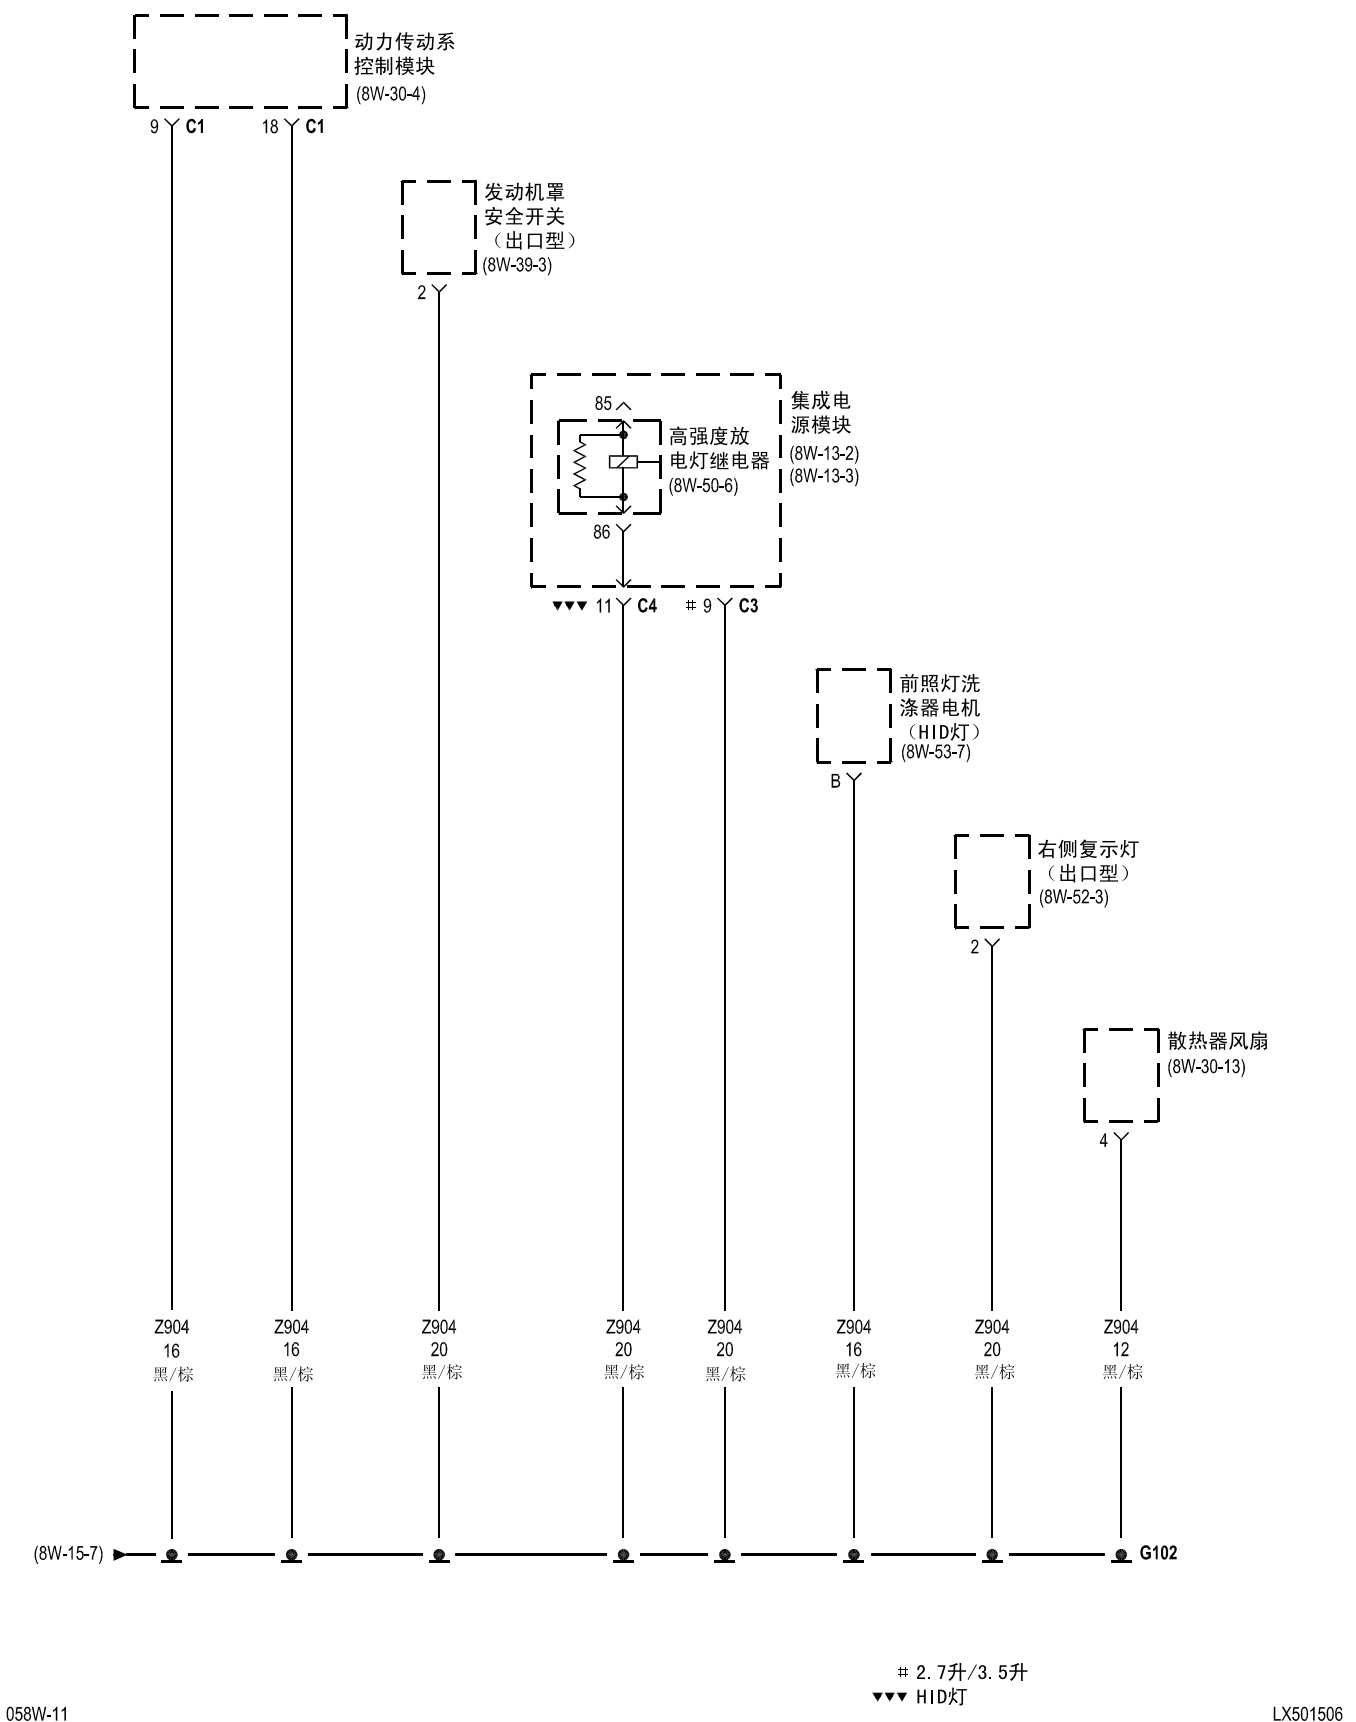 动力传动系
控制模块
(8W-30-4)
9 C1
18 C1
发动机罩
安全开关
（出口型）
(8W-39-3)
2
集成电
源模块
(8W-13-2)
(8W-13-3)
85
高强度放
电灯继电器
(8W-50-6)
86
▼▼▼ 11 C4
# 9 C3
前照灯洗
涤器电机
（HID灯）
(8W-53-7)
B
右侧复示灯
（出口型）
(8W-52-3)
2
散热器风扇
(8W-30-13)
4
Z904 Z904 Z904 Z904 Z904 Z904 Z904 Z904
16 16 20 20 20 16 20 12
黑/棕 黑/棕 黑/棕 黑/棕 黑/棕 黑/棕 黑/棕 黑/棕
(8W-15-7)
G102
# 2.7升/3.5升
▼▼▼ HID灯
058W-11
LX501506